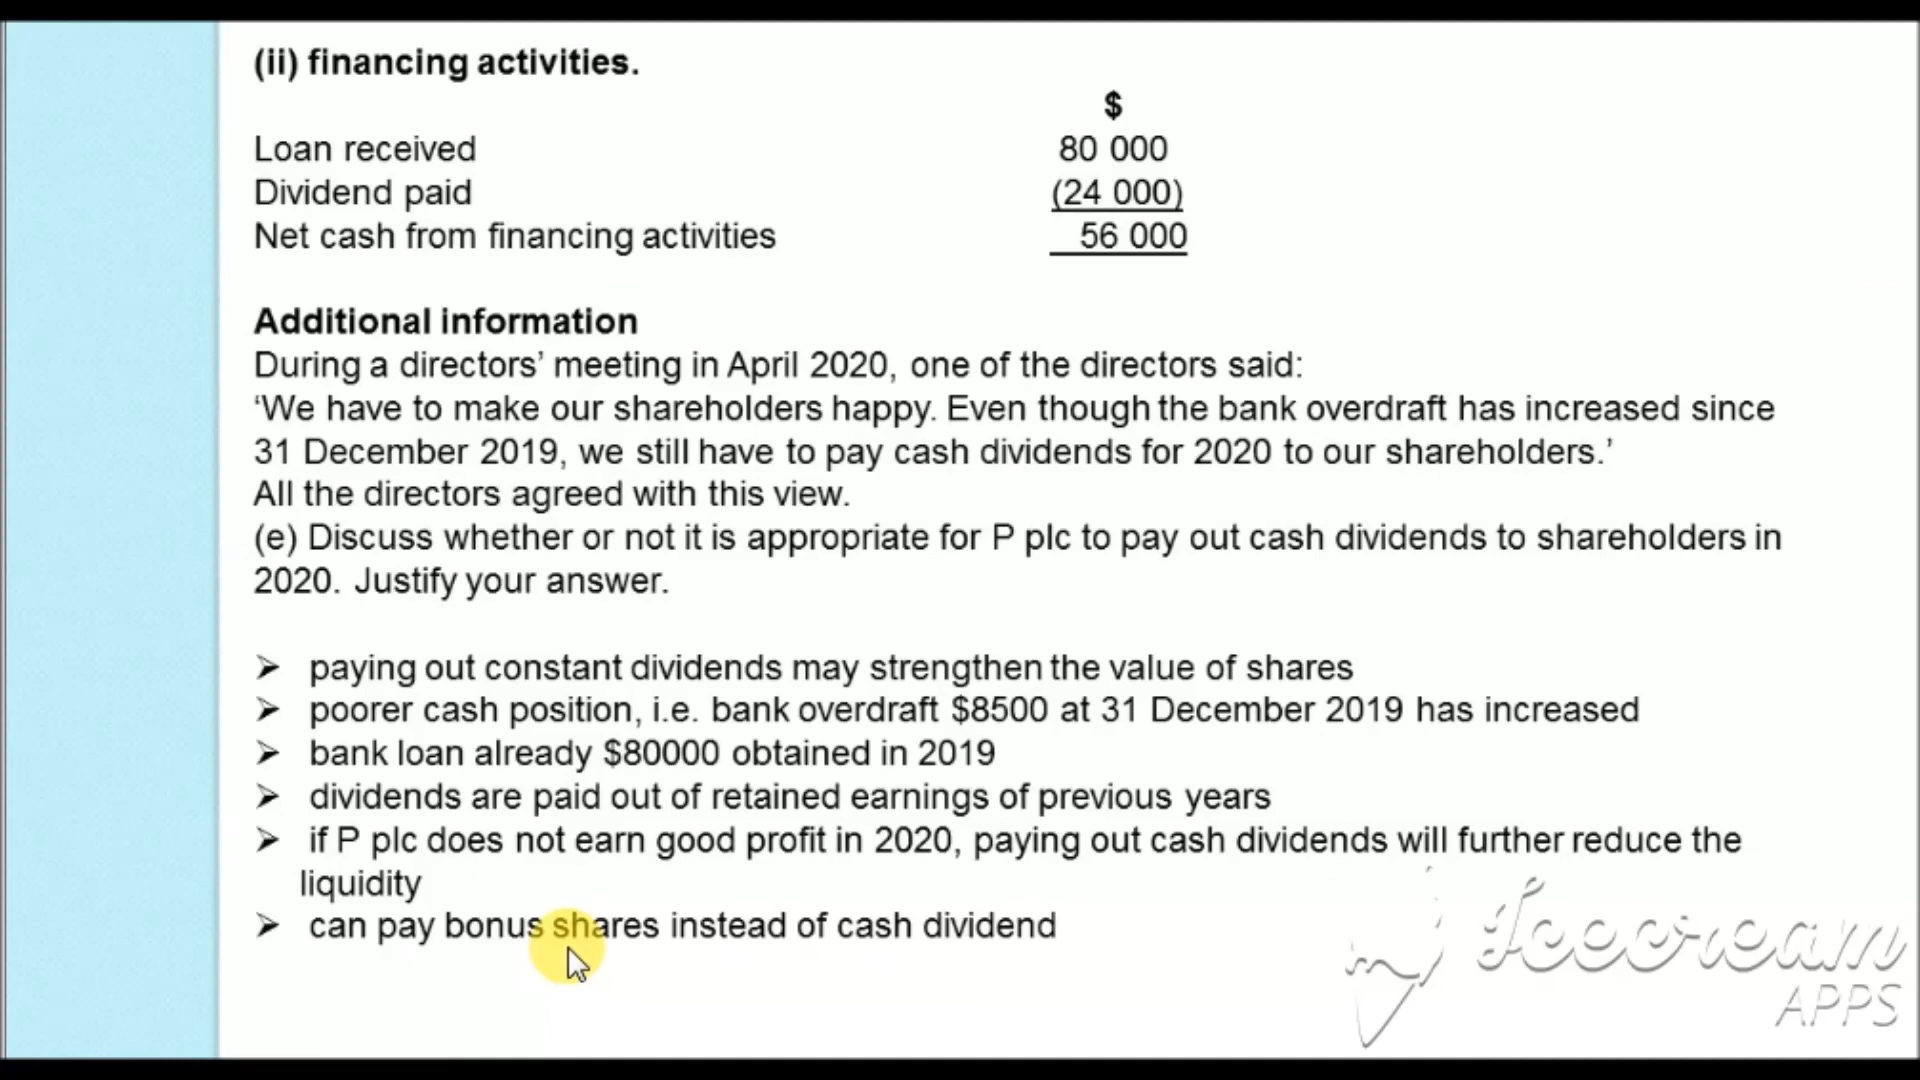 (ii) financing activities.
$
Loan received 80 000
Dividend paid (24 000)
Net cash from financing activities 56 000
Additional information
During a directors’ meeting in April 2020, one of the directors said:
‘We have to make our shareholders happy. Even though the bank overdraft has increased since
31 December 2019, we still have to pay cash dividends for 2020 to our shareholders.’
All the directors agreed with this view.
(e) Discuss whether or not it is appropriate for P plc to pay out cash dividends to shareholders in
2020. Justify your answer.
➢ paying out constant dividends may strengthen the value of shares
➢ poorer cash position, i.e. bank overdraft $8500 at 31 December 2019 has increased
➢ bank loan already $80000 obtained in 2019
➢ dividends are paid out of retained earnings of previous years
➢ if P plc does not earn good profit in 2020, paying out cash dividends will further reduce the
liquidity
➢ can pay bonus shares instead of cash dividend
Icecream
APPS